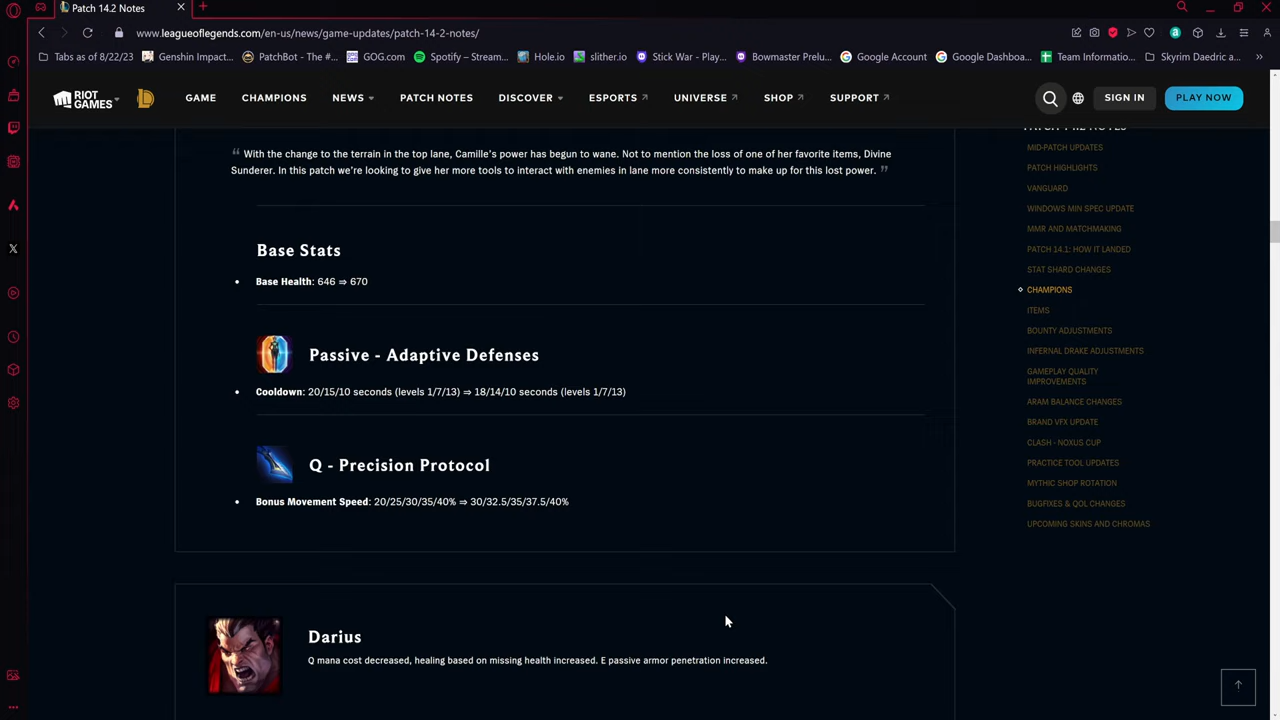 Patch 14.2 Notes
www.leagueoflegends.com/en-us/news/game-updates/patch-14-2-notes/
Tabs as of 8/22/23
Genshin Impact...
PatchBot - The #...
GOG.com
Spotify – Stream...
Hole.io
slither.io
Stick War - Play...
Bowmaster Prelu...
Google Account
Google Dashboa...
Team Informatio...
Skyrim Daedric a...
RIOT GAMES
GAME
CHAMPIONS
NEWS
PATCH NOTES
DISCOVER
ESPORTS
UNIVERSE
SHOP
SUPPORT
SIGN IN
PLAY NOW
With the change to the terrain in the top lane, Camille's power has begun to wane. Not to mention the loss of one of her favorite items, Divine
Sunderer. In this patch we're looking to give her more tools to interact with enemies in lane more consistently to make up for this lost power.
Base Stats
• Base Health: 646 ⇒ 670
Passive - Adaptive Defenses
• Cooldown: 20/15/10 seconds (levels 1/7/13) ⇒ 18/14/10 seconds (levels 1/7/13)
Q - Precision Protocol
• Bonus Movement Speed: 20/25/30/35/40% ⇒ 30/32.5/35/37.5/40%
Darius
Q mana cost decreased, healing based on missing health increased. E passive armor penetration increased.
PATCH 14.2 NOTES
MID-PATCH UPDATES
PATCH HIGHLIGHTS
VANGUARD
WINDOWS MIN SPEC UPDATE
MMR AND MATCHMAKING
PATCH 14.1: HOW IT LANDED
STAT SHARD CHANGES
CHAMPIONS
ITEMS
BOUNTY ADJUSTMENTS
INFERNAL DRAKE ADJUSTMENTS
GAMEPLAY QUALITY
IMPROVEMENTS
ARAM BALANCE CHANGES
BRAND VFX UPDATE
CLASH - NOXUS CUP
PRACTICE TOOL UPDATES
MYTHIC SHOP ROTATION
BUGFIXES & QOL CHANGES
UPCOMING SKINS AND CHROMAS